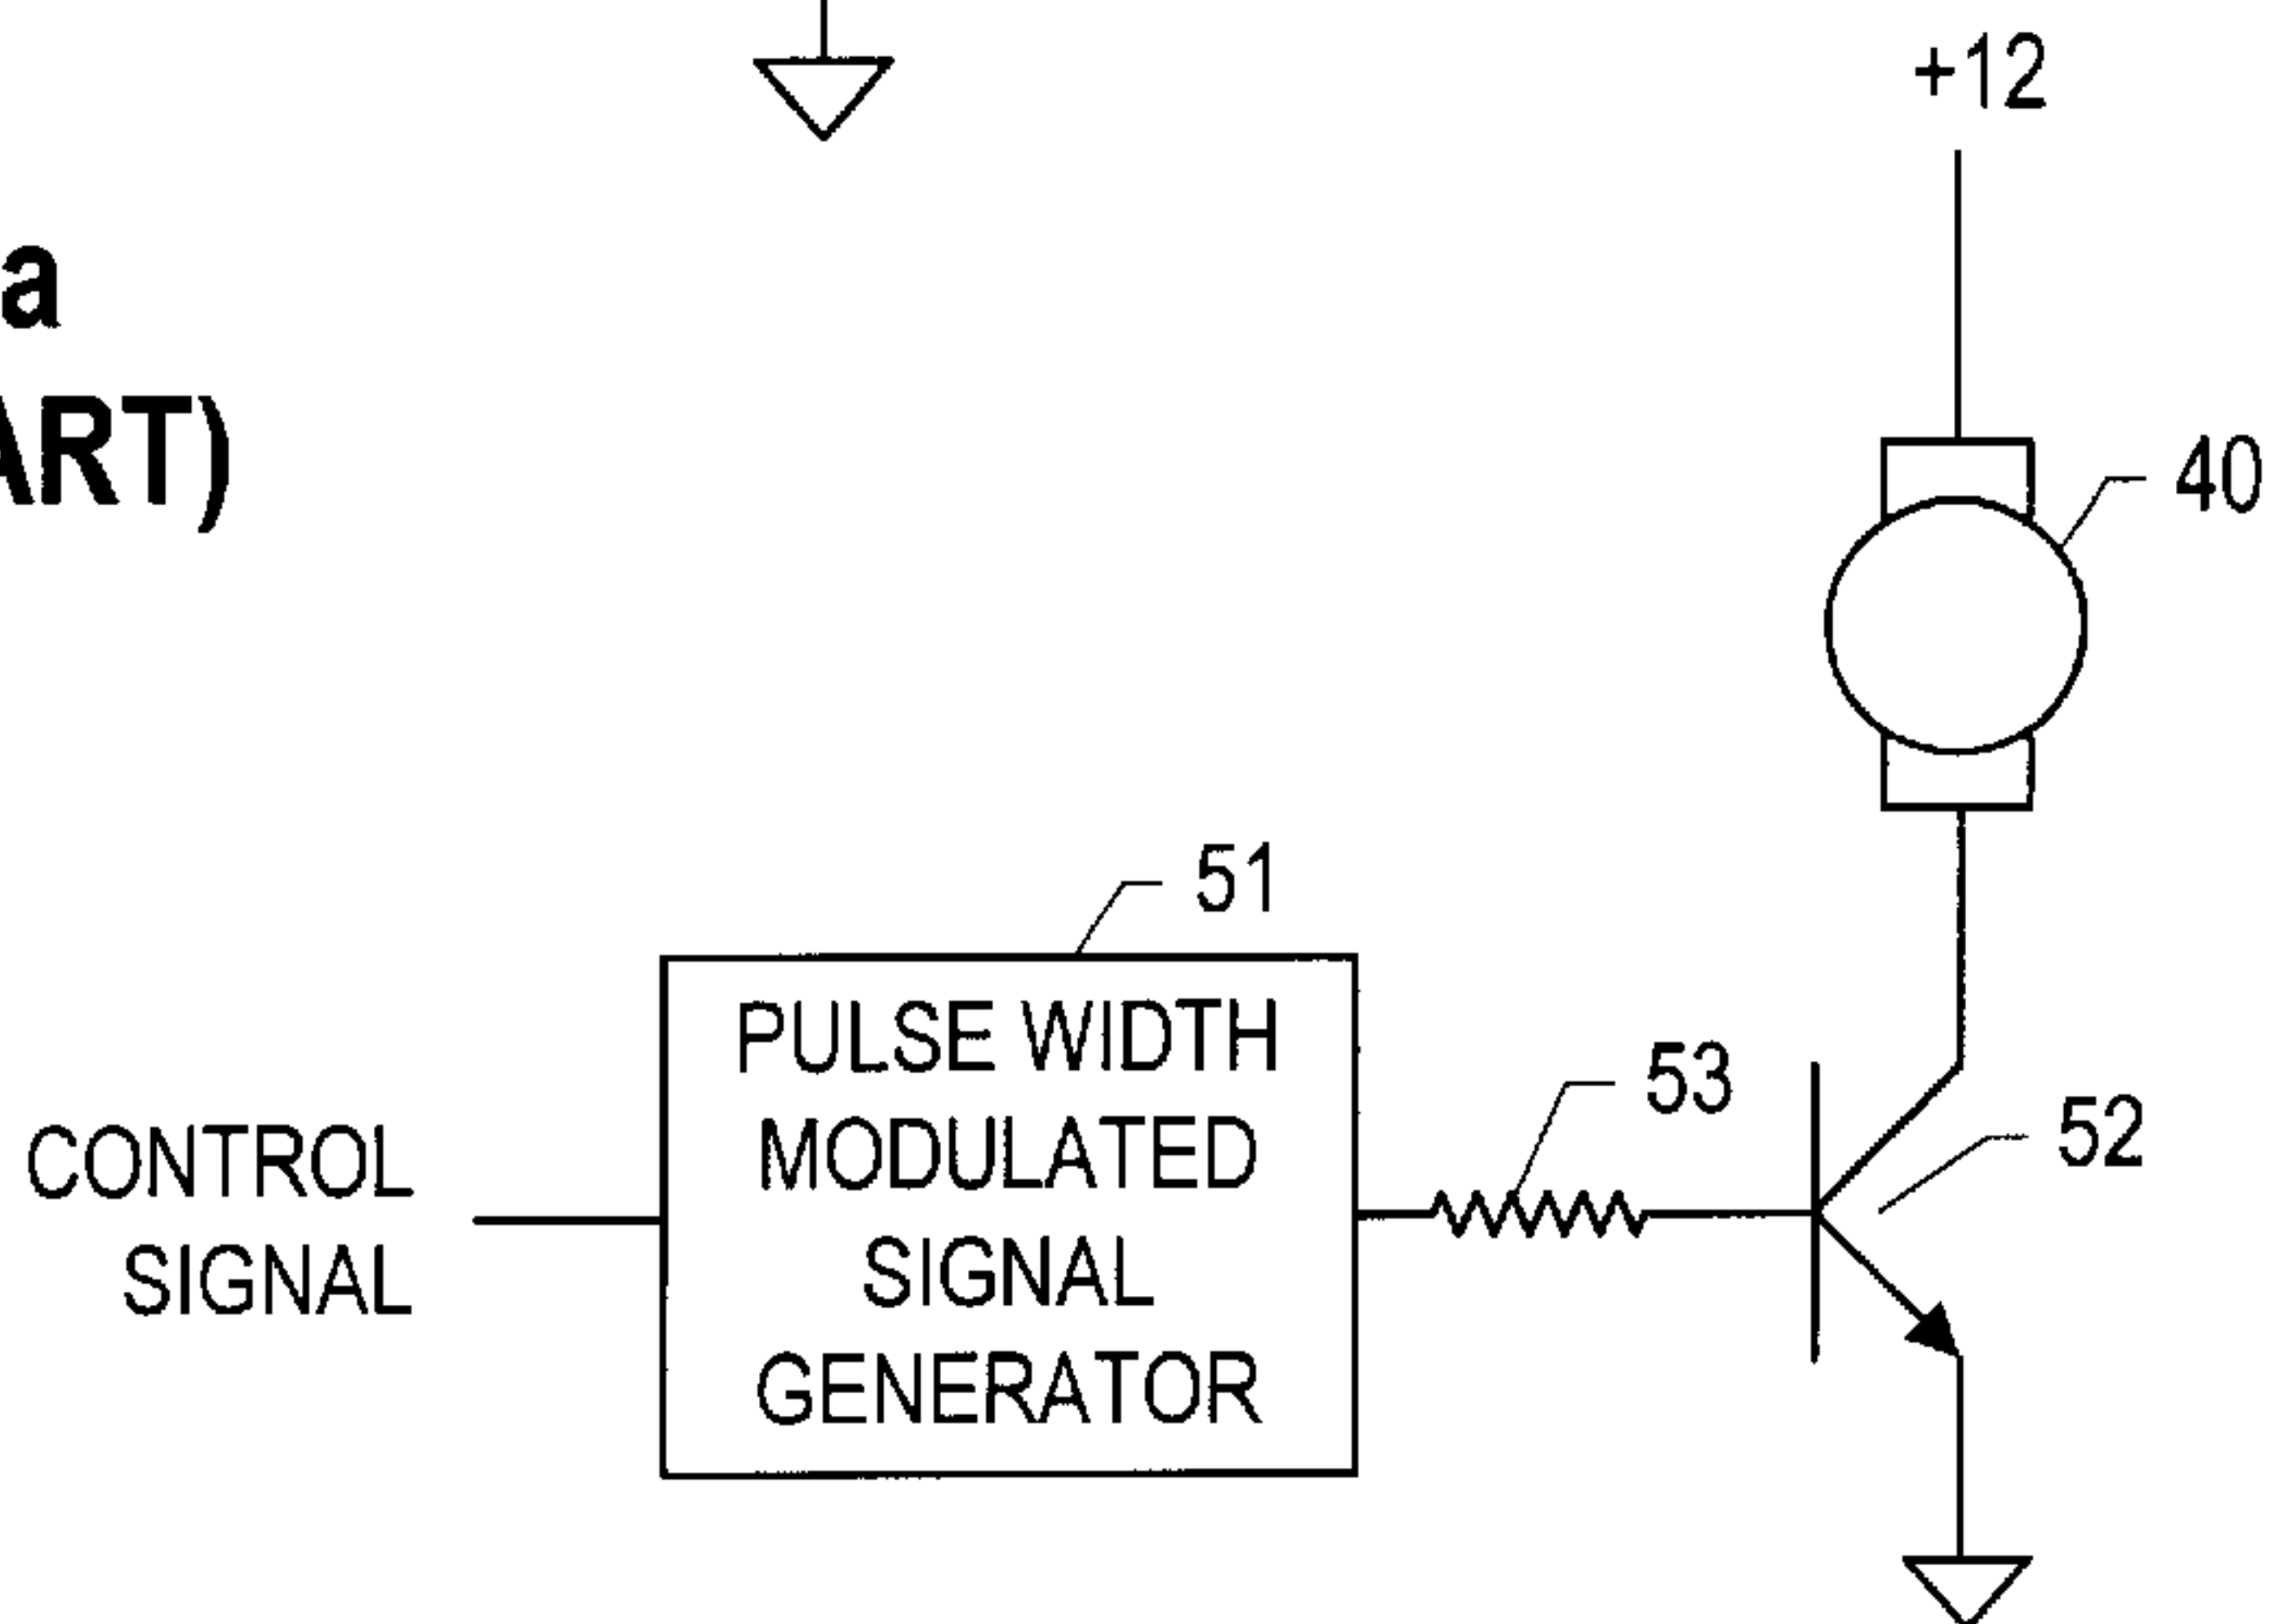 +12
a
ART)
40
51
PULSE WIDTH
MODULATED
SIGNAL
GENERATOR
53
52
CONTROL
SIGNAL